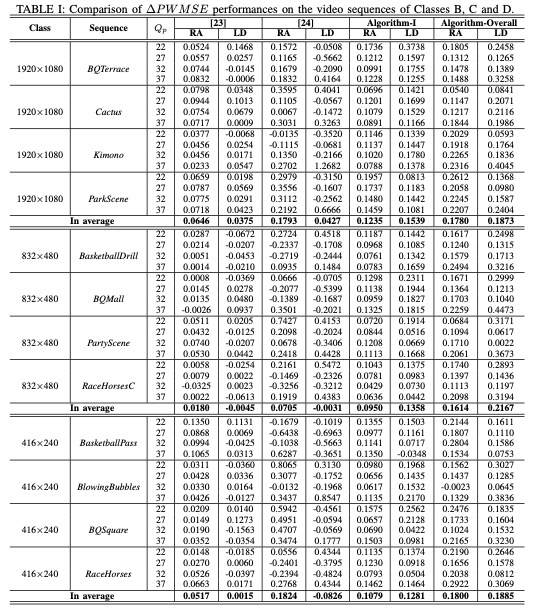 TABLE I: Comparison of ΔPWMSE performances on the video sequences of Classes B, C and D.
Class Sequence Qp [23] [24] Algorithm-I Algorithm-Overall
RA LD RA LD RA LD RA LD
22 0.0524 0.1468 0.1572 -0.0508 0.1736 0.3738 0.1805 0.2458
27 0.0557 0.0257 0.1165 -0.5662 0.1212 0.1597 0.1312 0.1265
1920×1080 BQTerrace 32 0.0744 -0.0145 0.1679 -0.2090 0.0991 0.1755 0.1478 0.1389
37 0.0832 -0.0006 0.1832 0.4164 0.1228 0.1255 0.1488 0.3258
22 0.0798 0.0348 0.3595 0.4041 0.0696 0.1421 0.0540 0.0841
27 0.0944 0.1013 0.1105 -0.0567 0.1201 0.1699 0.1147 0.2071
1920×1080 Cactus 32 0.0754 0.0679 0.0067 -0.1472 0.1079 0.1529 0.1217 0.2116
37 0.0717 0.0009 0.3031 0.3263 0.0891 0.1166 0.1844 0.1986
22 0.0377 -0.0068 -0.0135 -0.3520 0.1146 0.1339 0.2029 0.0593
27 0.0456 0.0254 -0.1115 -0.0681 0.1137 0.1447 0.1918 0.1764
1920×1080 Kimono 32 0.0456 0.0171 0.1350 -0.2166 0.1020 0.1780 0.2265 0.1836
37 0.0233 0.0547 0.2702 1.2682 0.0788 0.1378 0.2316 0.4045
22 0.0659 0.0198 0.2979 -0.3150 0.1957 0.0813 0.2612 0.1368
27 0.0787 0.0569 0.3556 -0.1607 0.1737 0.1183 0.2058 0.0980
1920×1080 ParkScene 32 0.0775 0.0291 0.3112 -0.2562 0.1480 0.1442 0.2245 0.1587
37 0.0718 0.0423 0.2192 0.6666 0.1459 0.1081 0.2207 0.2404
In average 0.0646 0.0375 0.1793 0.0427 0.1235 0.1539 0.1780 0.1873
22 0.0287 -0.0672 0.2724 0.4518 0.1187 0.1442 0.1617 0.2498
27 0.0214 -0.0207 -0.2337 -0.1708 0.0968 0.1085 0.1240 0.1315
832×480 BasketballDrill 32 0.0051 -0.0453 -0.2719 -0.2444 0.0761 0.1342 0.1579 0.1713
37 0.0014 -0.0210 0.0935 0.1484 0.0783 0.1659 0.2494 0.3216
22 0.0008 -0.0369 0.0666 -0.0705 0.1298 0.2311 0.1671 0.2999
27 0.0145 0.0278 -0.2077 -0.5399 0.1138 0.1944 0.1364 0.1213
832×480 BQMall 32 0.0135 0.0480 -0.1389 -0.1687 0.0959 0.1827 0.1703 0.1040
37 -0.0026 0.0937 0.3501 -0.2021 0.1325 0.1815 0.2259 0.4473
22 0.0511 0.0205 0.7427 0.4153 0.0720 0.1914 0.0684 0.3171
27 0.0432 -0.0125 0.2098 -0.2024 0.0844 0.0516 0.1094 0.0617
832×480 PartyScene 32 0.0740 -0.0207 0.0678 -0.3406 0.1208 0.0669 0.1710 0.0022
37 0.0530 0.0442 0.2418 0.4428 0.1113 0.1668 0.2061 0.3673
22 0.0058 -0.0254 0.2161 0.5472 0.1043 0.1375 0.1740 0.2893
27 0.0079 0.0022 -0.1469 -0.2326 0.0781 0.0983 0.1397 0.1436
832×480 RaceHorsesC 32 -0.0325 0.0023 -0.3256 -0.3212 0.0429 0.0730 0.1113 0.1197
37 0.0022 -0.0613 0.1919 0.4383 0.0636 0.0442 0.2098 0.3194
In average 0.0180 -0.0045 0.0705 -0.0031 0.0950 0.1358 0.1614 0.2167
22 0.1350 0.1131 -0.1679 -0.1019 0.1355 0.1503 0.2144 0.1611
27 0.0868 0.0069 -0.6438 -0.6963 0.0977 0.1161 0.1807 0.1110
416×240 BasketballPass 32 0.0994 -0.0425 -0.1038 -0.5663 0.1141 0.0717 0.2804 0.1586
37 0.1065 0.0313 0.6287 -0.3651 0.1350 -0.0348 0.1534 0.0753
22 0.0311 -0.0360 0.8065 0.3130 0.0980 0.1968 0.1562 0.3027
27 0.0428 0.0336 0.3077 -0.1752 0.0656 0.1435 0.1437 0.1285
416×240 BlowingBubbles 32 0.0330 0.0164 -0.0132 -0.1968 0.0617 0.1532 -0.0023 0.0645
37 0.0426 -0.0127 0.3437 0.8547 0.1135 0.2170 0.1329 0.3836
22 0.0209 0.0140 0.5942 -0.4561 0.1575 0.2562 0.2476 0.1835
27 0.0149 0.1273 0.4951 -0.0594 0.0657 0.2128 0.1733 0.1604
416×240 BQSquare 32 0.0190 -0.1563 0.4707 -0.0569 0.0690 0.0422 0.1024 0.1532
37 0.0352 -0.0354 0.3474 0.1777 0.1503 0.0981 0.2165 0.3230
22 0.0148 -0.0185 0.0556 0.4344 0.1135 0.1374 0.2190 0.2646
27 0.0270 0.0060 -0.2401 -0.3795 0.1230 0.0918 0.1656 0.1578
416×240 RaceHorses 32 0.0526 -0.0397 -0.2394 -0.4824 0.0793 0.0504 0.2038 0.0812
37 0.0663 0.0171 0.2768 0.4344 0.1462 0.1464 0.2922 0.3069
In average 0.0517 0.0015 0.1824 -0.0826 0.1079 0.1281 0.1800 0.1885